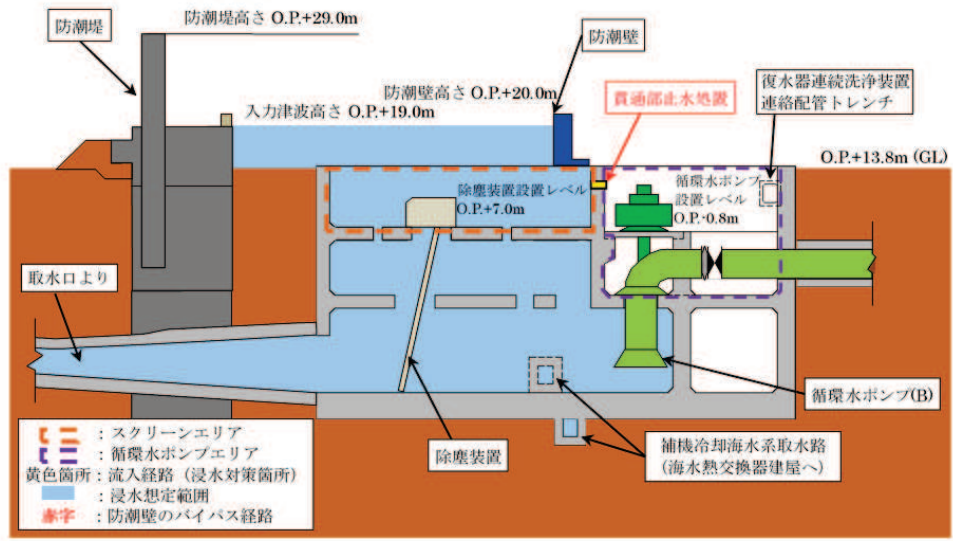 防潮堤
防潮堤高さ O.P.+29.0m
防潮壁
防潮壁高さ O.P.+20.0m
入力津波高さ O.P.+19.0m
貫通部止水処置
復水器連続洗浄装置
連絡配管トレンチ
O.P.+13.8m (GL)
除塵装置設置レベル
O.P.+7.0m
循環水ポンプ
設置レベル
O.P.-0.8m
取水口より
循環水ポンプ(B)
除塵装置
補機冷却海水系取水路
(海水熱交換器建屋へ)
：スクリーンエリア
：循環水ポンプエリア
黄色箇所：流入経路（浸水対策箇所）
：浸水想定範囲
赤字：防潮壁のバイパス経路